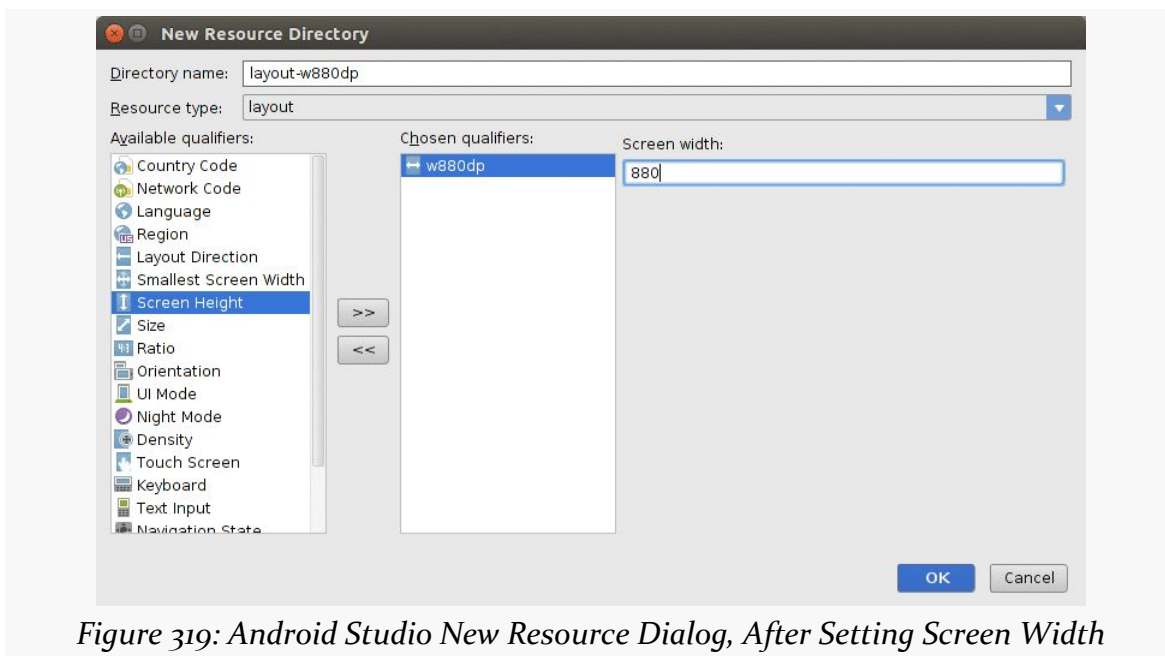 New Resource Directory
Directory name: layout-w880dp
Resource type: layout
Available qualifiers:
Country Code
Network Code
Language
Region
Layout Direction
Smallest Screen Width
Screen Height
Size
Ratio
Orientation
UI Mode
Night Mode
Density
Touch Screen
Keyboard
Text Input
Navigation State
>>
<<
Chosen qualifiers:
w880dp
Screen width:
880
OK Cancel
Figure 319: Android Studio New Resource Dialog, After Setting Screen Width